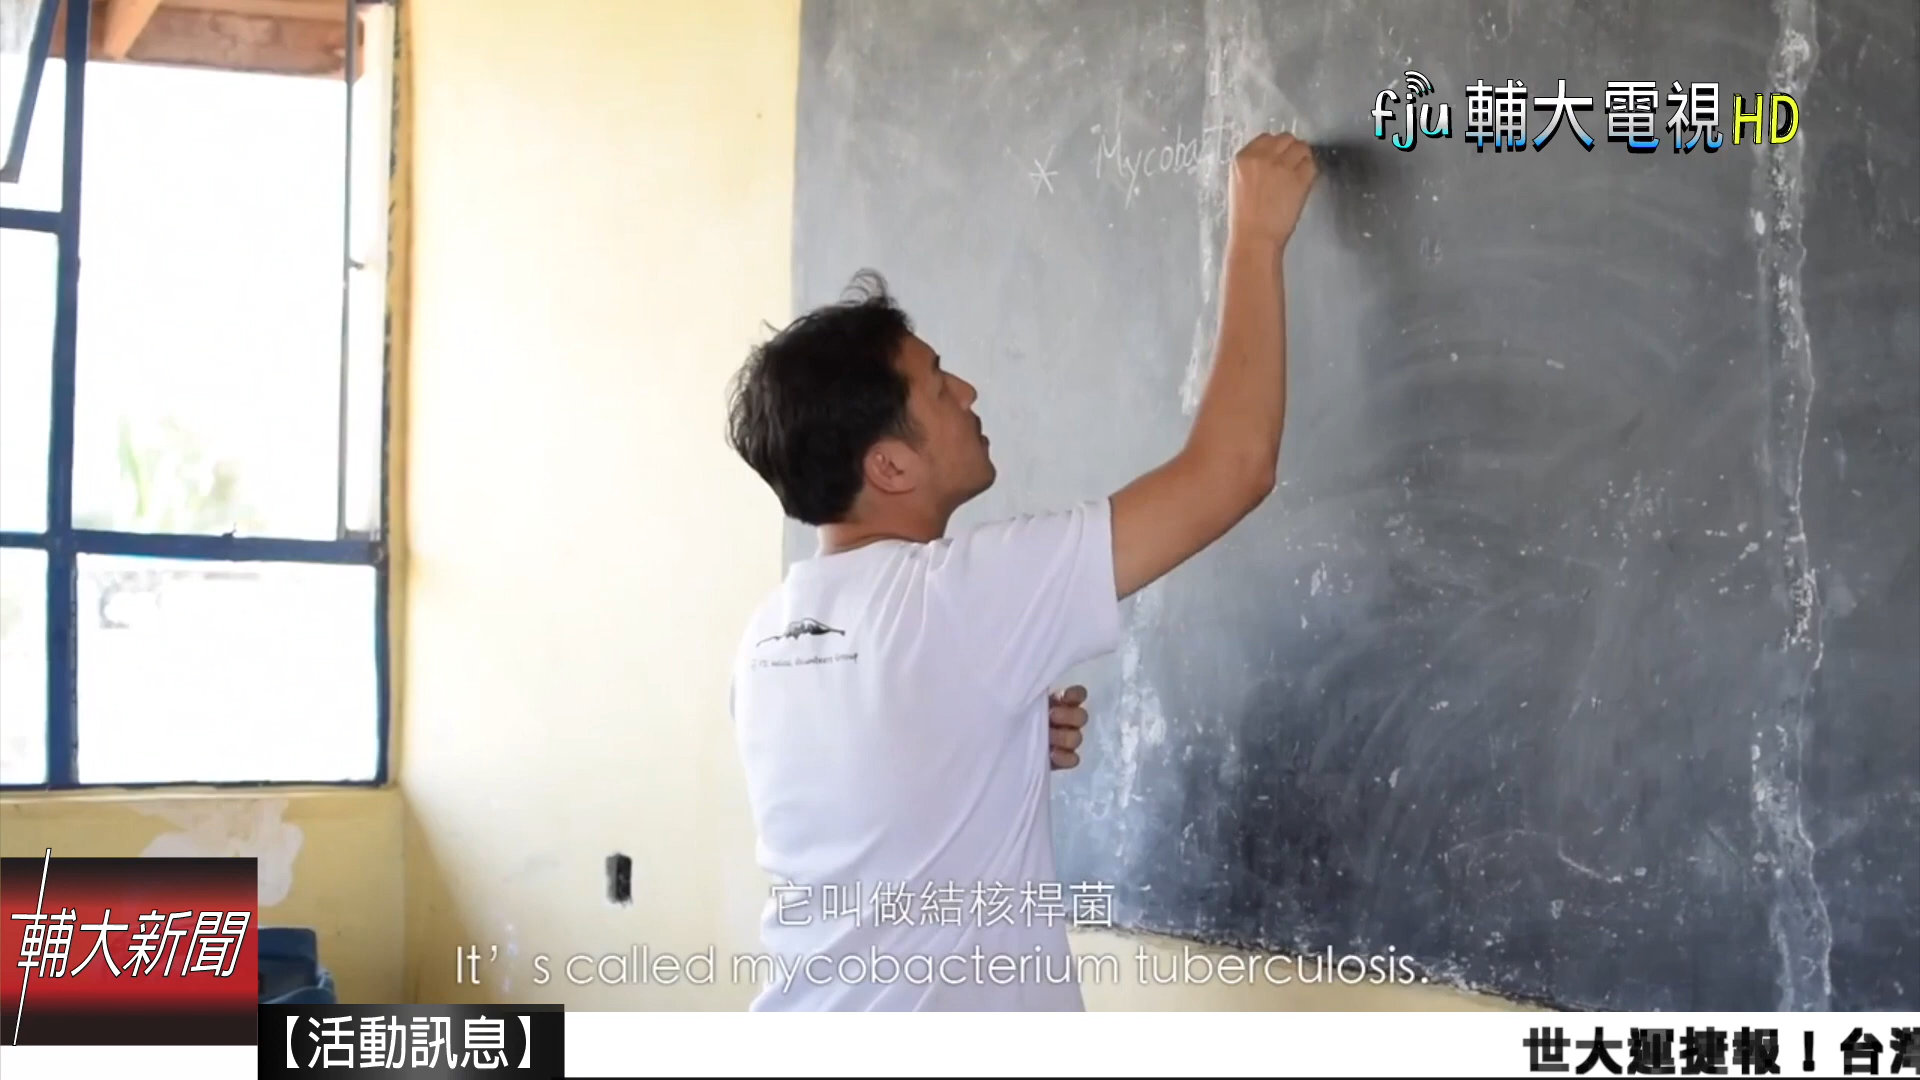 fju 輔大電視HD
* Mycobacteriu
它叫做結核桿菌
It’s called mycobacterium tuberculosis.
輔大新聞
【活動訊息】
世大運捷報！台灣